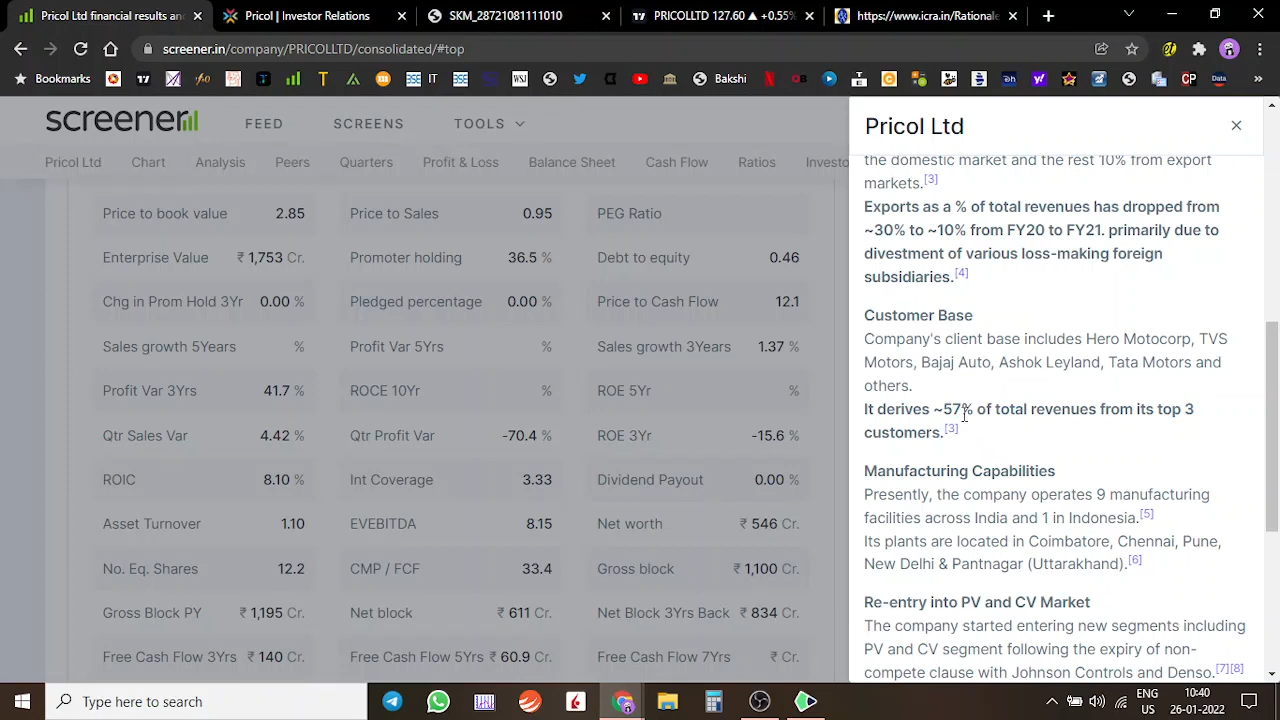 Pricol Ltd financial results and
Pricol | Investor Relations
SKM_28721081111010
PRICOLLTD 127.60 ▲ +0.55%
https://www.icra.in/Rationale
screener.in/company/PRICOLLTD/consolidated/#top
Bookmarks
IT
WSJ
Bakshi
CP
Data
screener
FEED
SCREENS
TOOLS
Pricol Ltd
Chart
Analysis
Peers
Quarters
Profit & Loss
Balance Sheet
Cash Flow
Ratios
Investo
Price to book value 2.85
Price to Sales 0.95
PEG Ratio
Enterprise Value ₹ 1,753 Cr.
Promoter holding 36.5 %
Debt to equity 0.46
Chg in Prom Hold 3Yr 0.00 %
Pledged percentage 0.00 %
Price to Cash Flow 12.1
Sales growth 5Years %
Profit Var 5Yrs %
Sales growth 3Years 1.37 %
Profit Var 3Yrs 41.7 %
ROCE 10Yr %
ROE 5Yr %
Qtr Sales Var 4.42 %
Qtr Profit Var -70.4 %
ROE 3Yr -15.6 %
ROIC 8.10 %
Int Coverage 3.33
Dividend Payout 0.00 %
Asset Turnover 1.10
EVEBITDA 8.15
Net worth ₹ 546 Cr.
No. Eq. Shares 12.2
CMP / FCF 33.4
Gross block ₹ 1,100 Cr.
Gross Block PY ₹ 1,195 Cr.
Net block ₹ 611 Cr.
Net Block 3Yrs Back ₹ 834 Cr.
Free Cash Flow 3Yrs ₹ 140 Cr.
Free Cash Flow 5Yrs ₹ 60.9 Cr.
Free Cash Flow 7Yrs ₹ Cr.
Pricol Ltd
the domestic market and the rest 10% from export
markets.[3]
Exports as a % of total revenues has dropped from
~30% to ~10% from FY20 to FY21. primarily due to
divestment of various loss-making foreign
subsidiaries.[4]
Customer Base
Company's client base includes Hero Motocorp, TVS
Motors, Bajaj Auto, Ashok Leyland, Tata Motors and
others.
It derives ~57% of total revenues from its top 3
customers.[3]
Manufacturing Capabilities
Presently, the company operates 9 manufacturing
facilities across India and 1 in Indonesia.[5]
Its plants are located in Coimbatore, Chennai, Pune,
New Delhi & Pantnagar (Uttarakhand).[6]
Re-entry into PV and CV Market
The company started entering new segments including
PV and CV segment following the expiry of non-
compete clause with Johnson Controls and Denso.[7][8]
Type here to search
ENG
US
10:40
26-01-2022